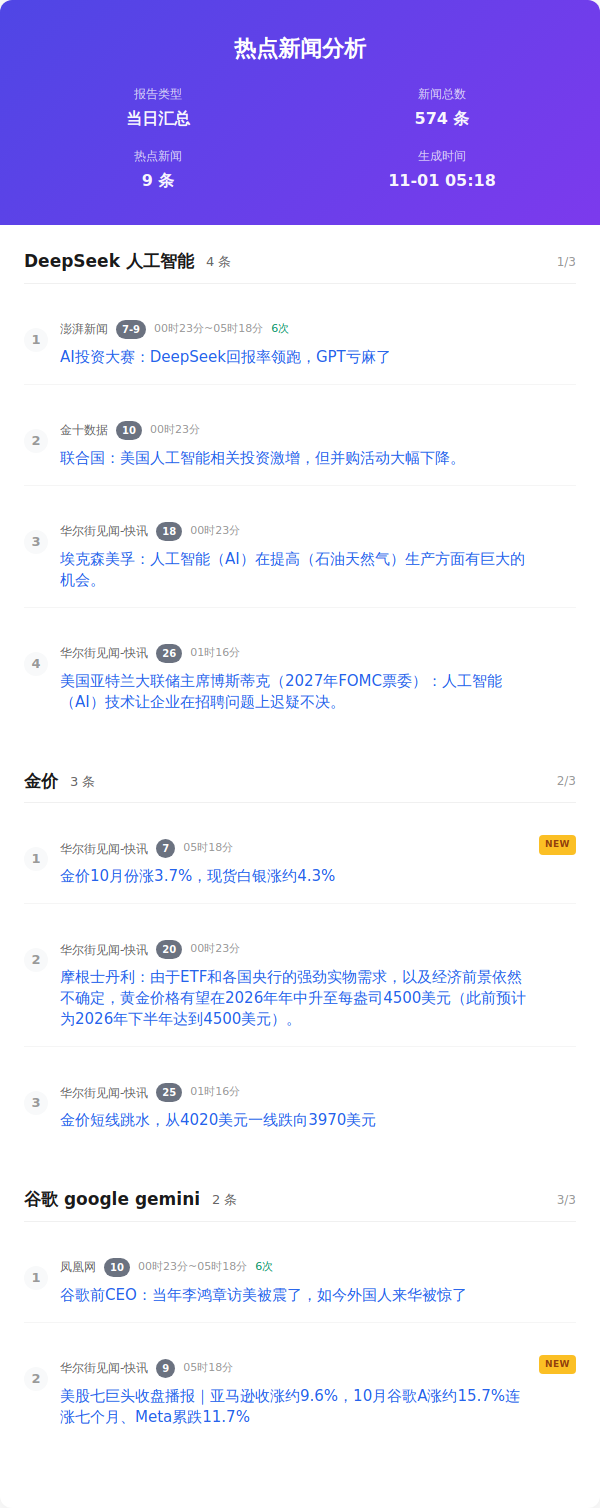 热点新闻分析
报告类型
当日汇总
新闻总数
574 条
热点新闻
9 条
生成时间
11-01 05:18
DeepSeek 人工智能 4 条 1/3
1
澎湃新闻 7-9 00时23分~05时18分 6次
AI投资大赛：DeepSeek回报率领跑，GPT亏麻了
2
金十数据 10 00时23分
联合国：美国人工智能相关投资激增，但并购活动大幅下降。
3
华尔街见闻-快讯 18 00时23分
埃克森美孚：人工智能（AI）在提高（石油天然气）生产方面有巨大的
机会。
4
华尔街见闻-快讯 26 01时16分
美国亚特兰大联储主席博斯蒂克（2027年FOMC票委）：人工智能
（AI）技术让企业在招聘问题上迟疑不决。
金价 3 条 2/3
1
华尔街见闻-快讯 7 05时18分 NEW
金价10月份涨3.7%，现货白银涨约4.3%
2
华尔街见闻-快讯 20 00时23分
摩根士丹利：由于ETF和各国央行的强劲实物需求，以及经济前景依然
不确定，黄金价格有望在2026年年中升至每盎司4500美元（此前预计
为2026年下半年达到4500美元）。
3
华尔街见闻-快讯 25 01时16分
金价短线跳水，从4020美元一线跌向3970美元
谷歌 google gemini 2 条 3/3
1
凤凰网 10 00时23分~05时18分 6次
谷歌前CEO：当年李鸿章访美被震了，如今外国人来华被惊了
2
华尔街见闻-快讯 9 05时18分 NEW
美股七巨头收盘播报｜亚马逊收涨约9.6%，10月谷歌A涨约15.7%连
涨七个月、Meta累跌11.7%